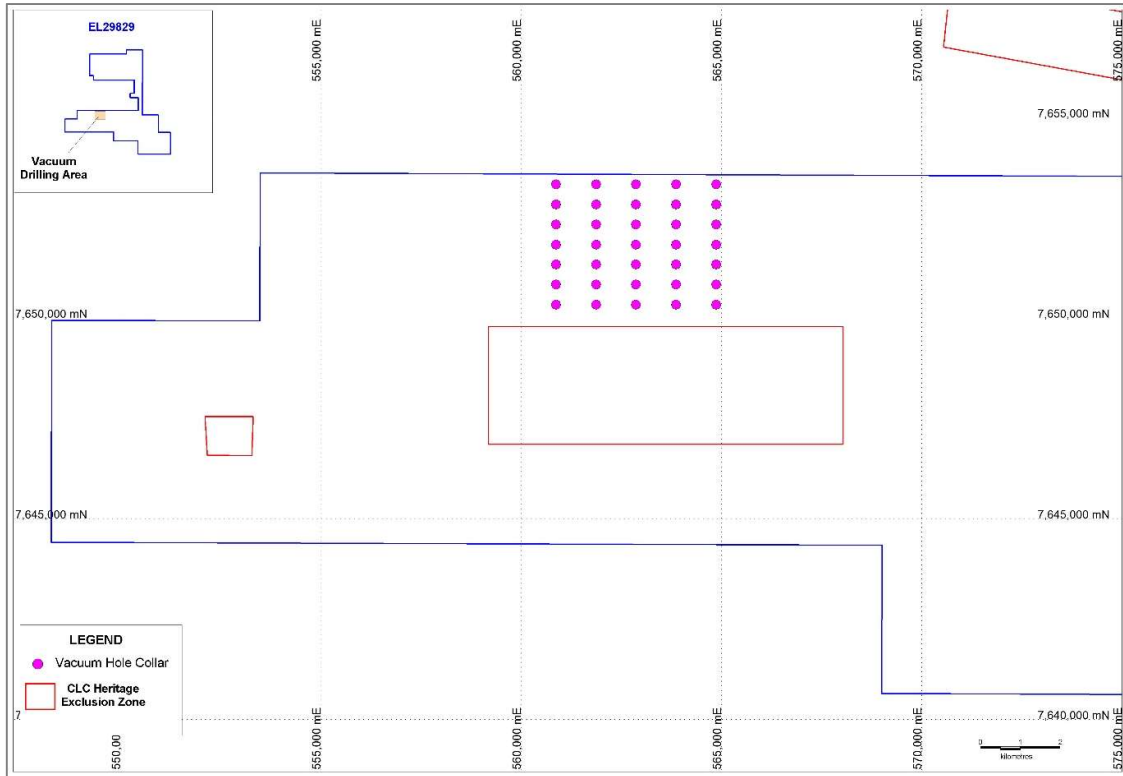 EL29829
Vacuum
Drilling Area
555,000 mE
560,000 mE
565,000 mE
570,000 mE
575,000 mE
7,655,000 mN
7,650,000 mN
7,650,000 mN
7,645,000 mN
7,645,000 mN
LEGEND
Vacuum Hole Collar
CLC Heritage
Exclusion Zone
7
7,640,000 mN
550,00
555,000 mE
560,000 mE
565,000 mE
570,000 mE
575,000 mE
0 1 2
kilometres